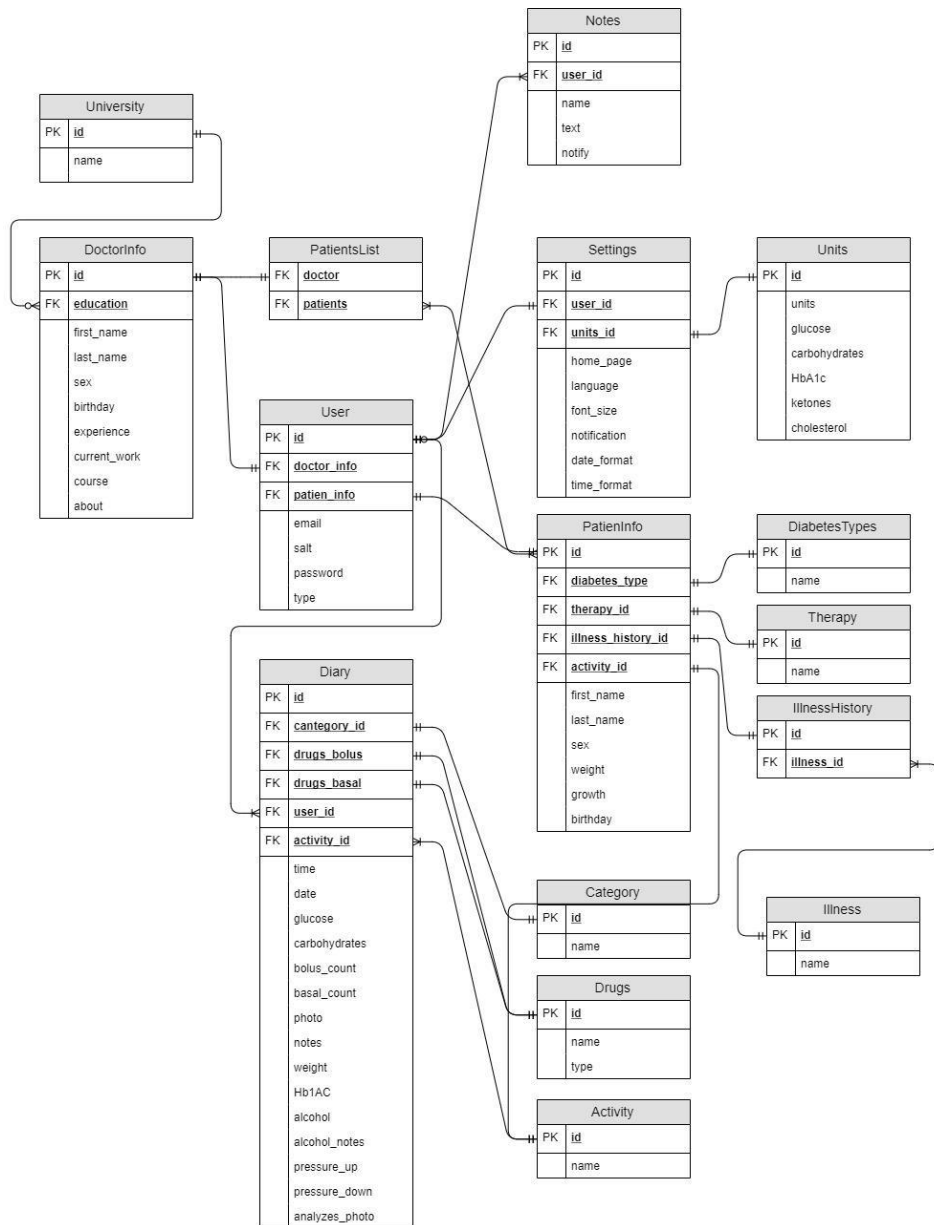 Notes
PK id
FK user_id
name
text
notify
University
PK id
name
DoctorInfo
PK id
FK education
first_name
last_name
sex
birthday
experience
current_work
course
about
PatientsList
FK doctor
FK patients
Settings
PK id
FK user_id
FK units_id
home_page
language
font_size
notification
date_format
time_format
Units
PK id
units
glucose
carbohydrates
HbA1c
ketones
cholesterol
User
PK id
FK doctor_info
FK patien_info
email
salt
password
type
PatienInfo
PK id
FK diabetes_type
FK therapy_id
FK illness_history_id
FK activity_id
first_name
last_name
sex
weight
growth
birthday
DiabetesTypes
PK id
name
Therapy
PK id
name
IllnessHistory
PK id
FK illness_id
Diary
PK id
FK cantegory_id
FK drugs_bolus
FK drugs_basal
FK user_id
FK activity_id
time
date
glucose
carbohydrates
bolus_count
basal_count
photo
notes
weight
Hb1AC
alcohol
alcohol_notes
pressure_up
pressure_down
analyzes_photo
Category
PK id
name
Illness
PK id
name
Drugs
PK id
name
type
Activity
PK id
name